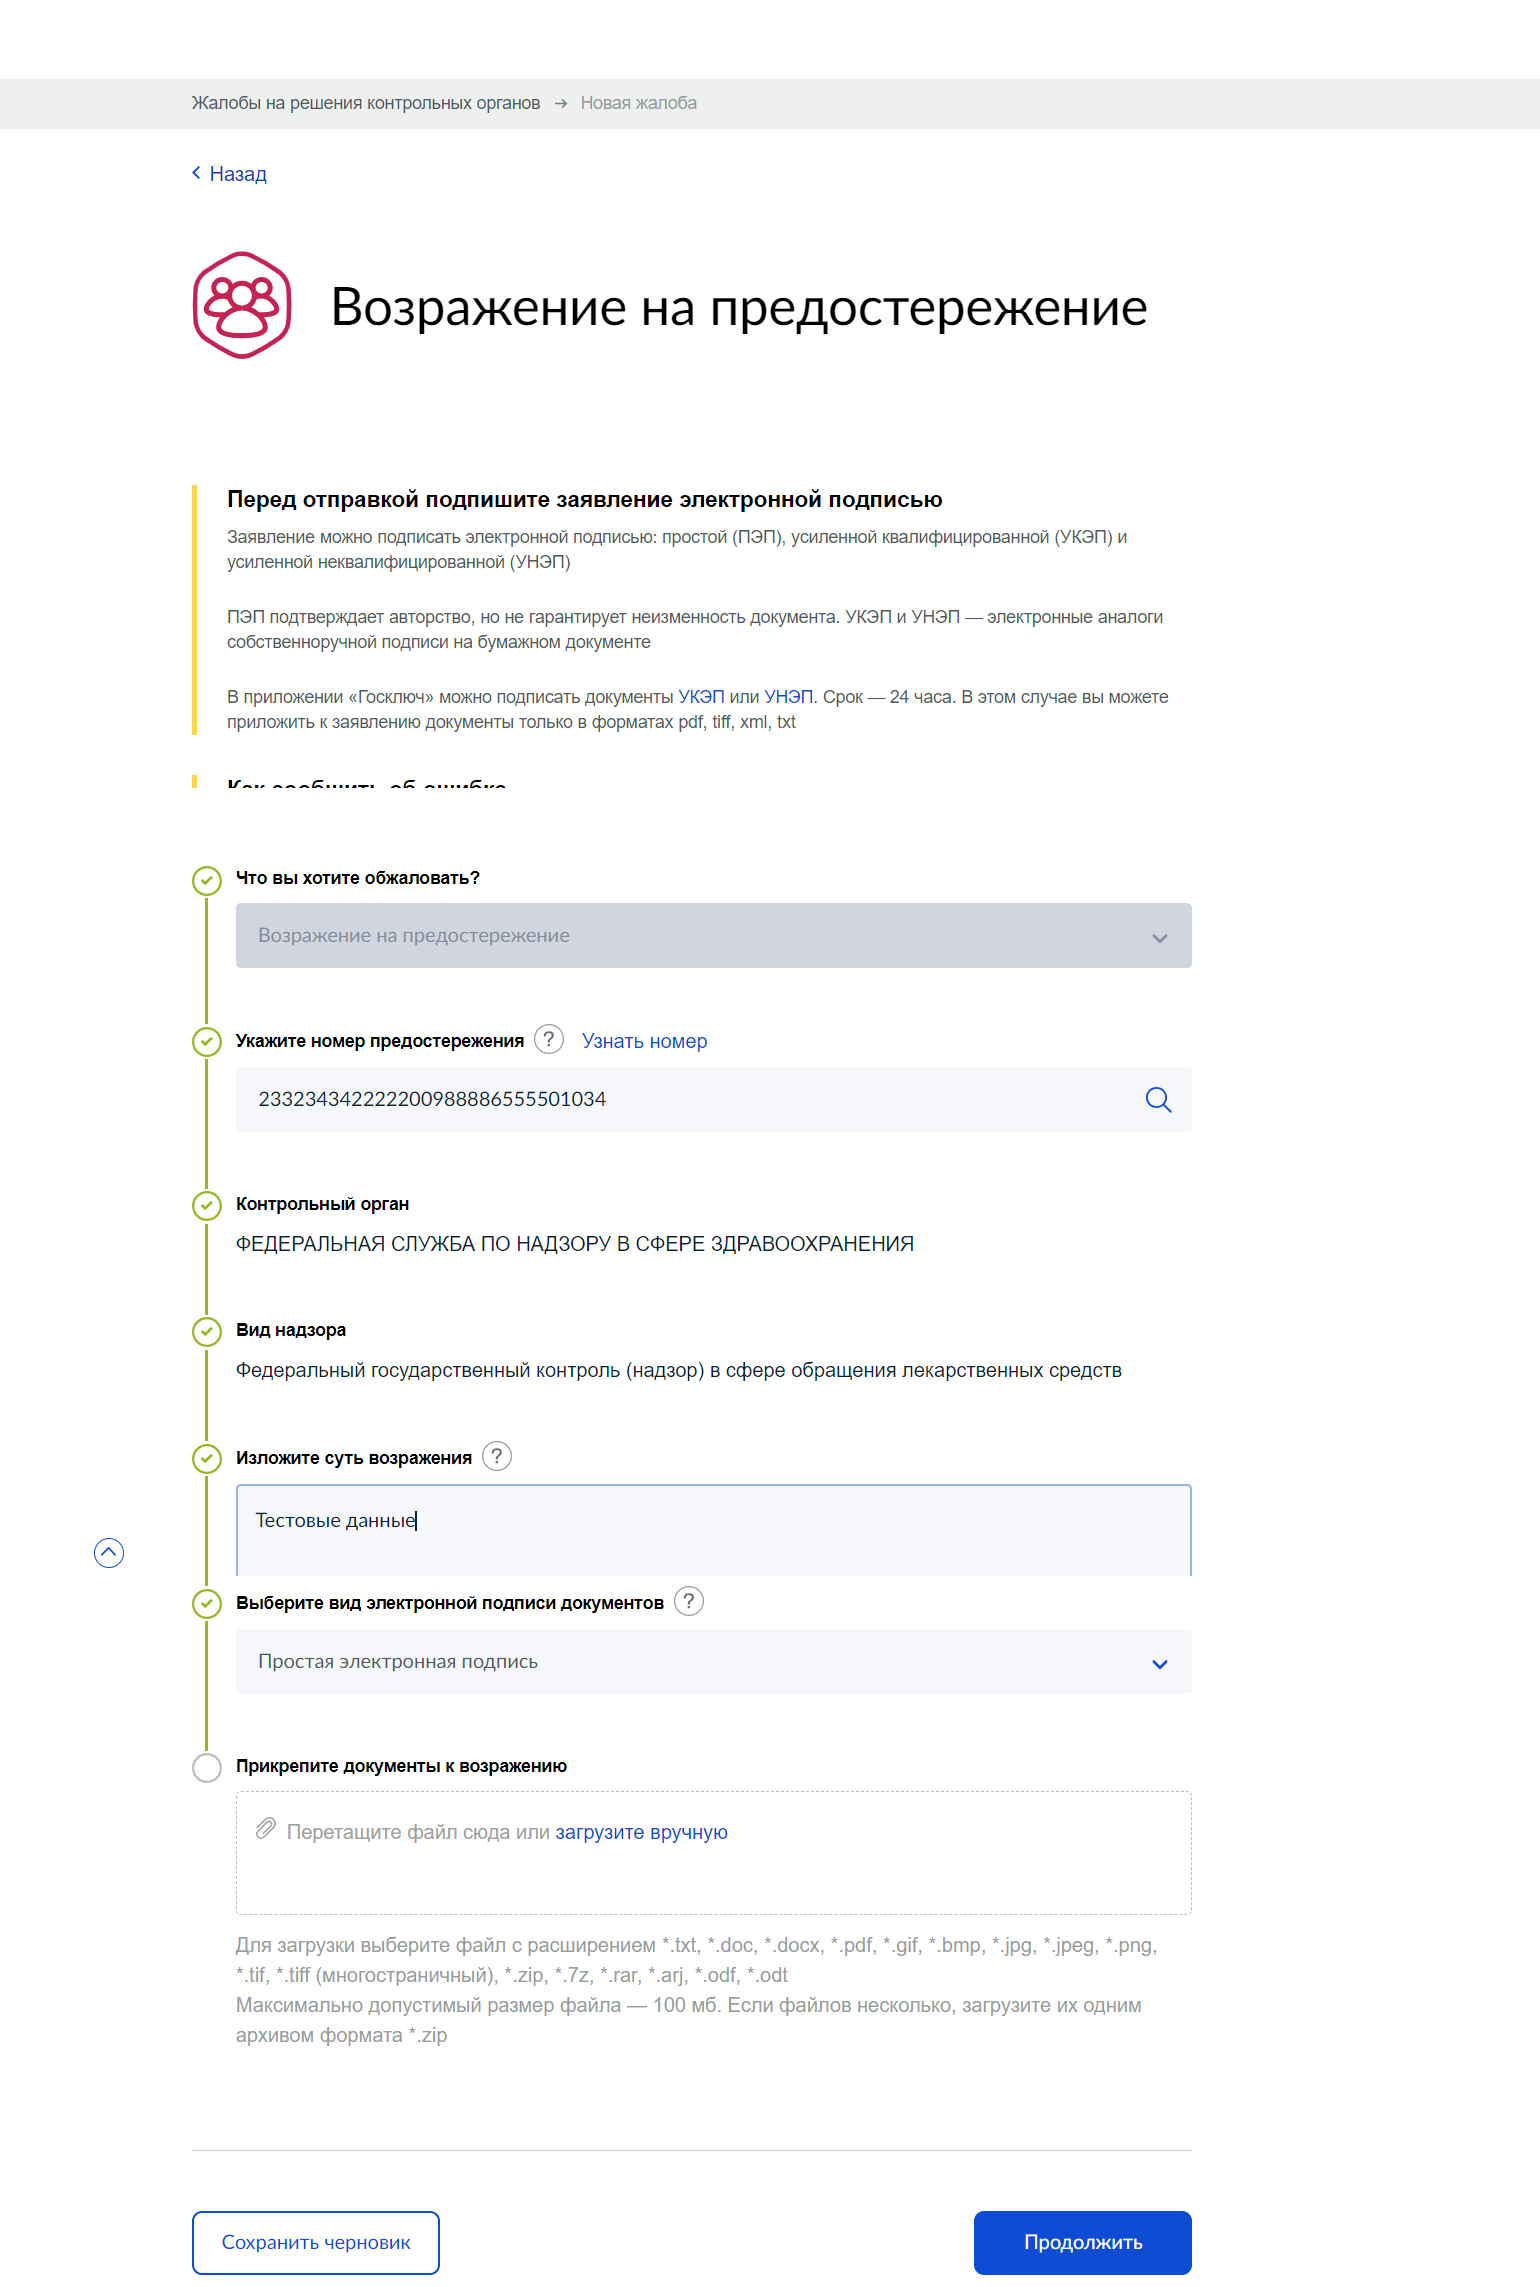 Жалобы на решения контрольных органов → Новая жалоба
Назад
Возражение на предостережение
Перед отправкой подпишите заявление электронной подписью
Заявление можно подписать электронной подписью: простой (ПЭП), усиленной квалифицированной (УКЭП) и
усиленной неквалифицированной (УНЭП)
ПЭП подтверждает авторство, но не гарантирует неизменность документа. УКЭП и УНЭП — электронные аналоги
собственноручной подписи на бумажном документе
В приложении «Госключ» можно подписать документы УКЭП или УНЭП. Срок — 24 часа. В этом случае вы можете
приложить к заявлению документы только в форматах pdf, tiff, xml, txt
Как сообщить об ошибке
Что вы хотите обжаловать?
Возражение на предостережение
Укажите номер предостережения ? Узнать номер
23323434222222009888865555501034
Контрольный орган
ФЕДЕРАЛЬНАЯ СЛУЖБА ПО НАДЗОРУ В СФЕРЕ ЗДРАВООХРАНЕНИЯ
Вид надзора
Федеральный государственный контроль (надзор) в сфере обращения лекарственных средств
Изложите суть возражения ?
Тестовые данные
Выберите вид электронной подписи документов ?
Простая электронная подпись
Прикрепите документы к возражению
Перетащите файл сюда или загрузите вручную
Для загрузки выберите файл с расширением *.txt, *.doc, *.docx, *.pdf, *.gif, *.bmp, *.jpg, *.jpeg, *.png,
*.tif, *.tiff (многостраничный), *.zip, *.7z, *.rar, *.arj, *.odf, *.odt
Максимально допустимый размер файла — 100 мб. Если файлов несколько, загрузите их одним
архивом формата *.zip
Сохранить черновик
Продолжить